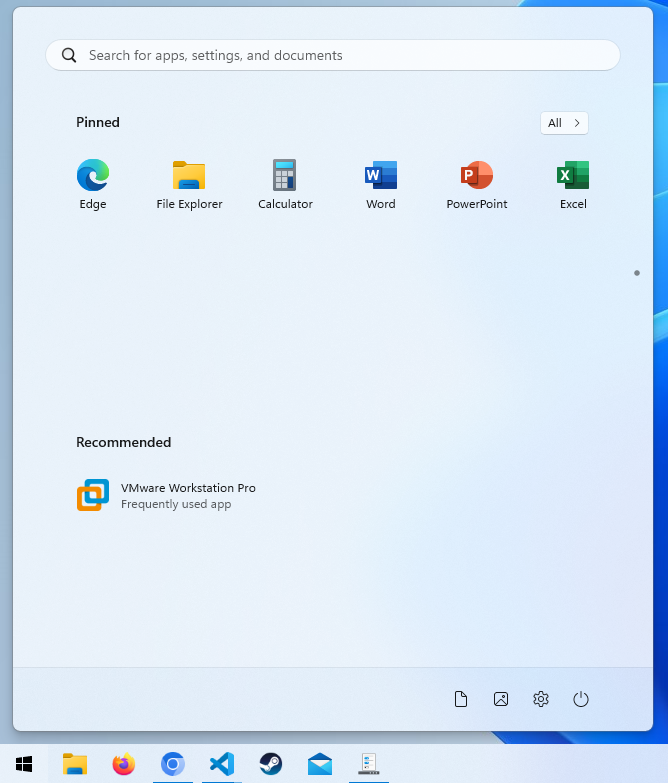 Search for apps, settings, and documents
Pinned
All
Edge
File Explorer
Calculator
Word
PowerPoint
Excel
Recommended
VMware Workstation Pro
Frequently used app